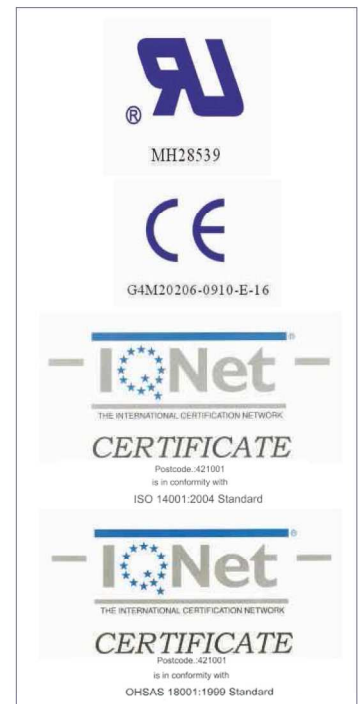 ®
MH28539
CE
G4M20206-0910-E-16
®
IQNet
THE INTERNATIONAL CERTIFICATION NETWORK
CERTIFICATE
Postcode.:421001
is in conformity with
ISO 14001:2004 Standard
®
IQNet
THE INTERNATIONAL CERTIFICATION NETWORK
CERTIFICATE
Postcode.:421001
is in conformity with
OHSAS 18001:1999 Standard